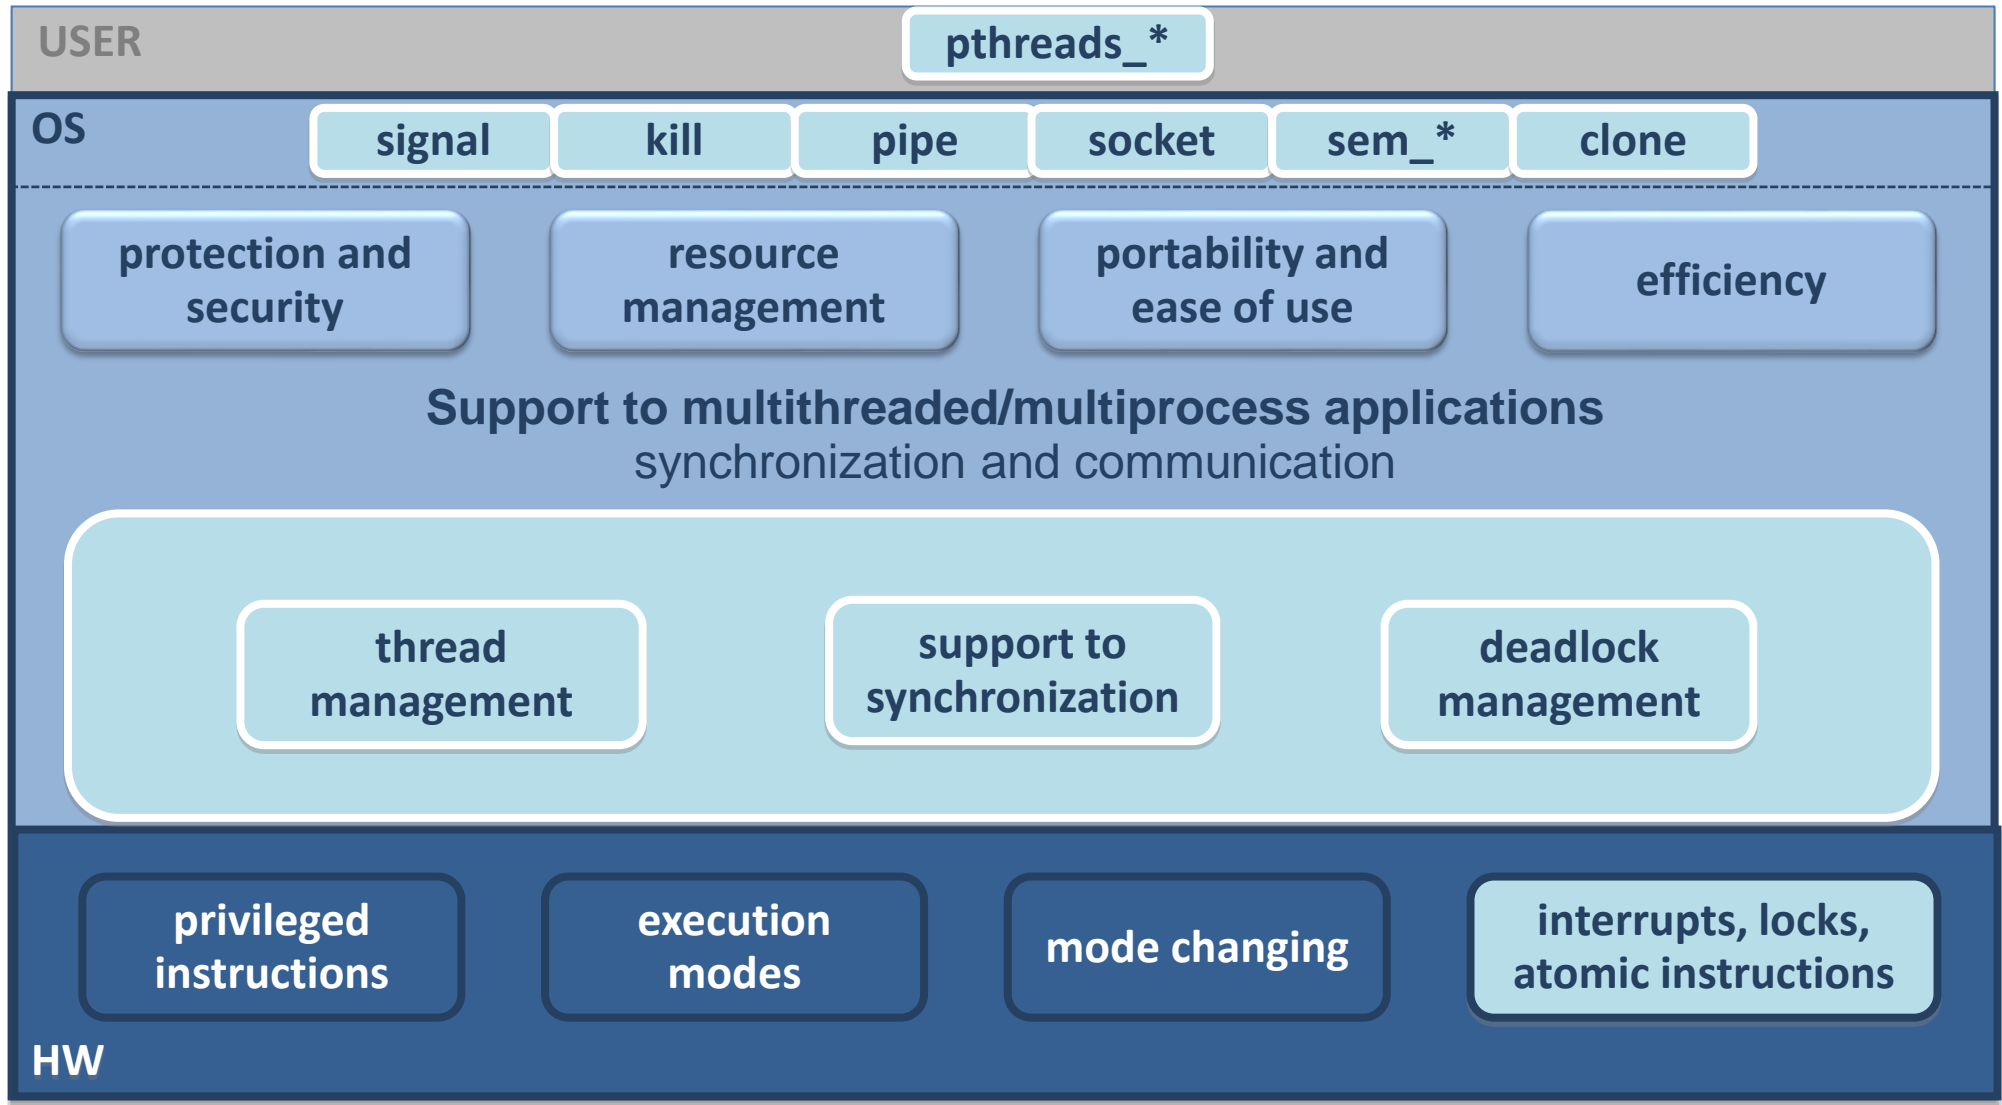 USER
pthreads_*
OS
signal
kill
pipe
socket
sem_*
clone
protection and
security
resource
management
portability and
ease of use
efficiency
Support to multithreaded/multiprocess applications
synchronization and communication
thread
management
support to
synchronization
deadlock
management
privileged
instructions
execution
modes
mode changing
interrupts, locks,
atomic instructions
HW